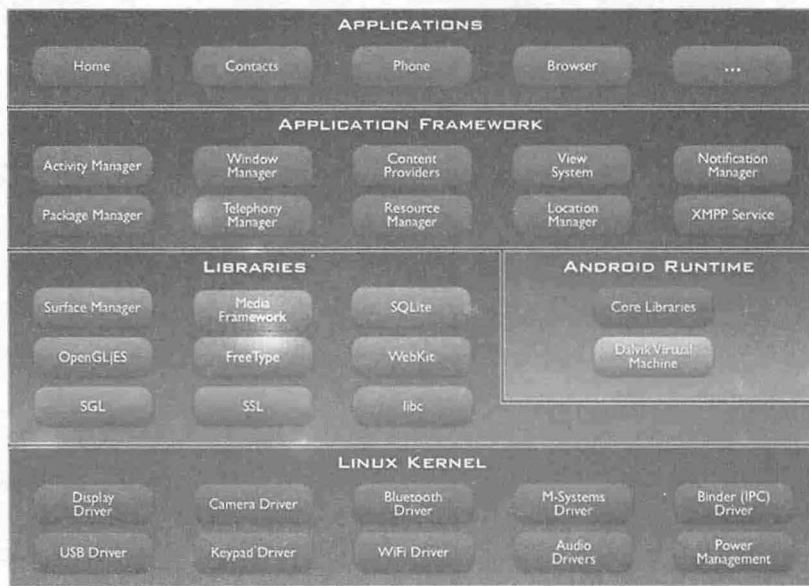 APPLICATIONS
Home Contacts Phone Browser ...
APPLICATION FRAMEWORK
Activity Manager Window Manager Content Providers View System Notification Manager
Package Manager Telephony Manager Resource Manager Location Manager XMPP Service
LIBRARIES
Surface Manager Media Framework SQLite
OpenGL|ES FreeType WebKit
SGL SSL libc
ANDROID RUNTIME
Core Libraries
Dalvik Virtual Machine
LINUX KERNEL
Display Driver Camera Driver Bluetooth Driver M-Systems Driver Binder (IPC) Driver
USB Driver Keypad Driver WiFi Driver Audio Drivers Power Management